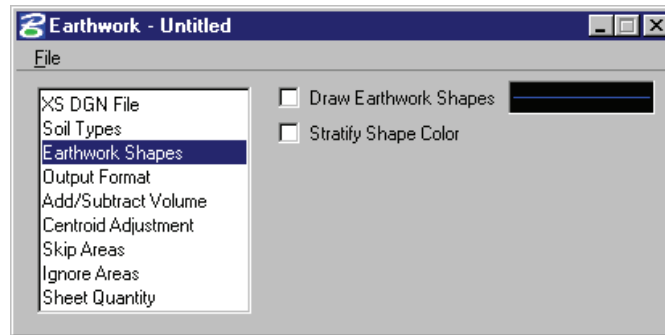 Earthwork - Untitled
File
XS DGN File
Soil Types
Earthwork Shapes
Output Format
Add/Subtract Volume
Centroid Adjustment
Skip Areas
Ignore Areas
Sheet Quantity
Draw Earthwork Shapes
Stratify Shape Color